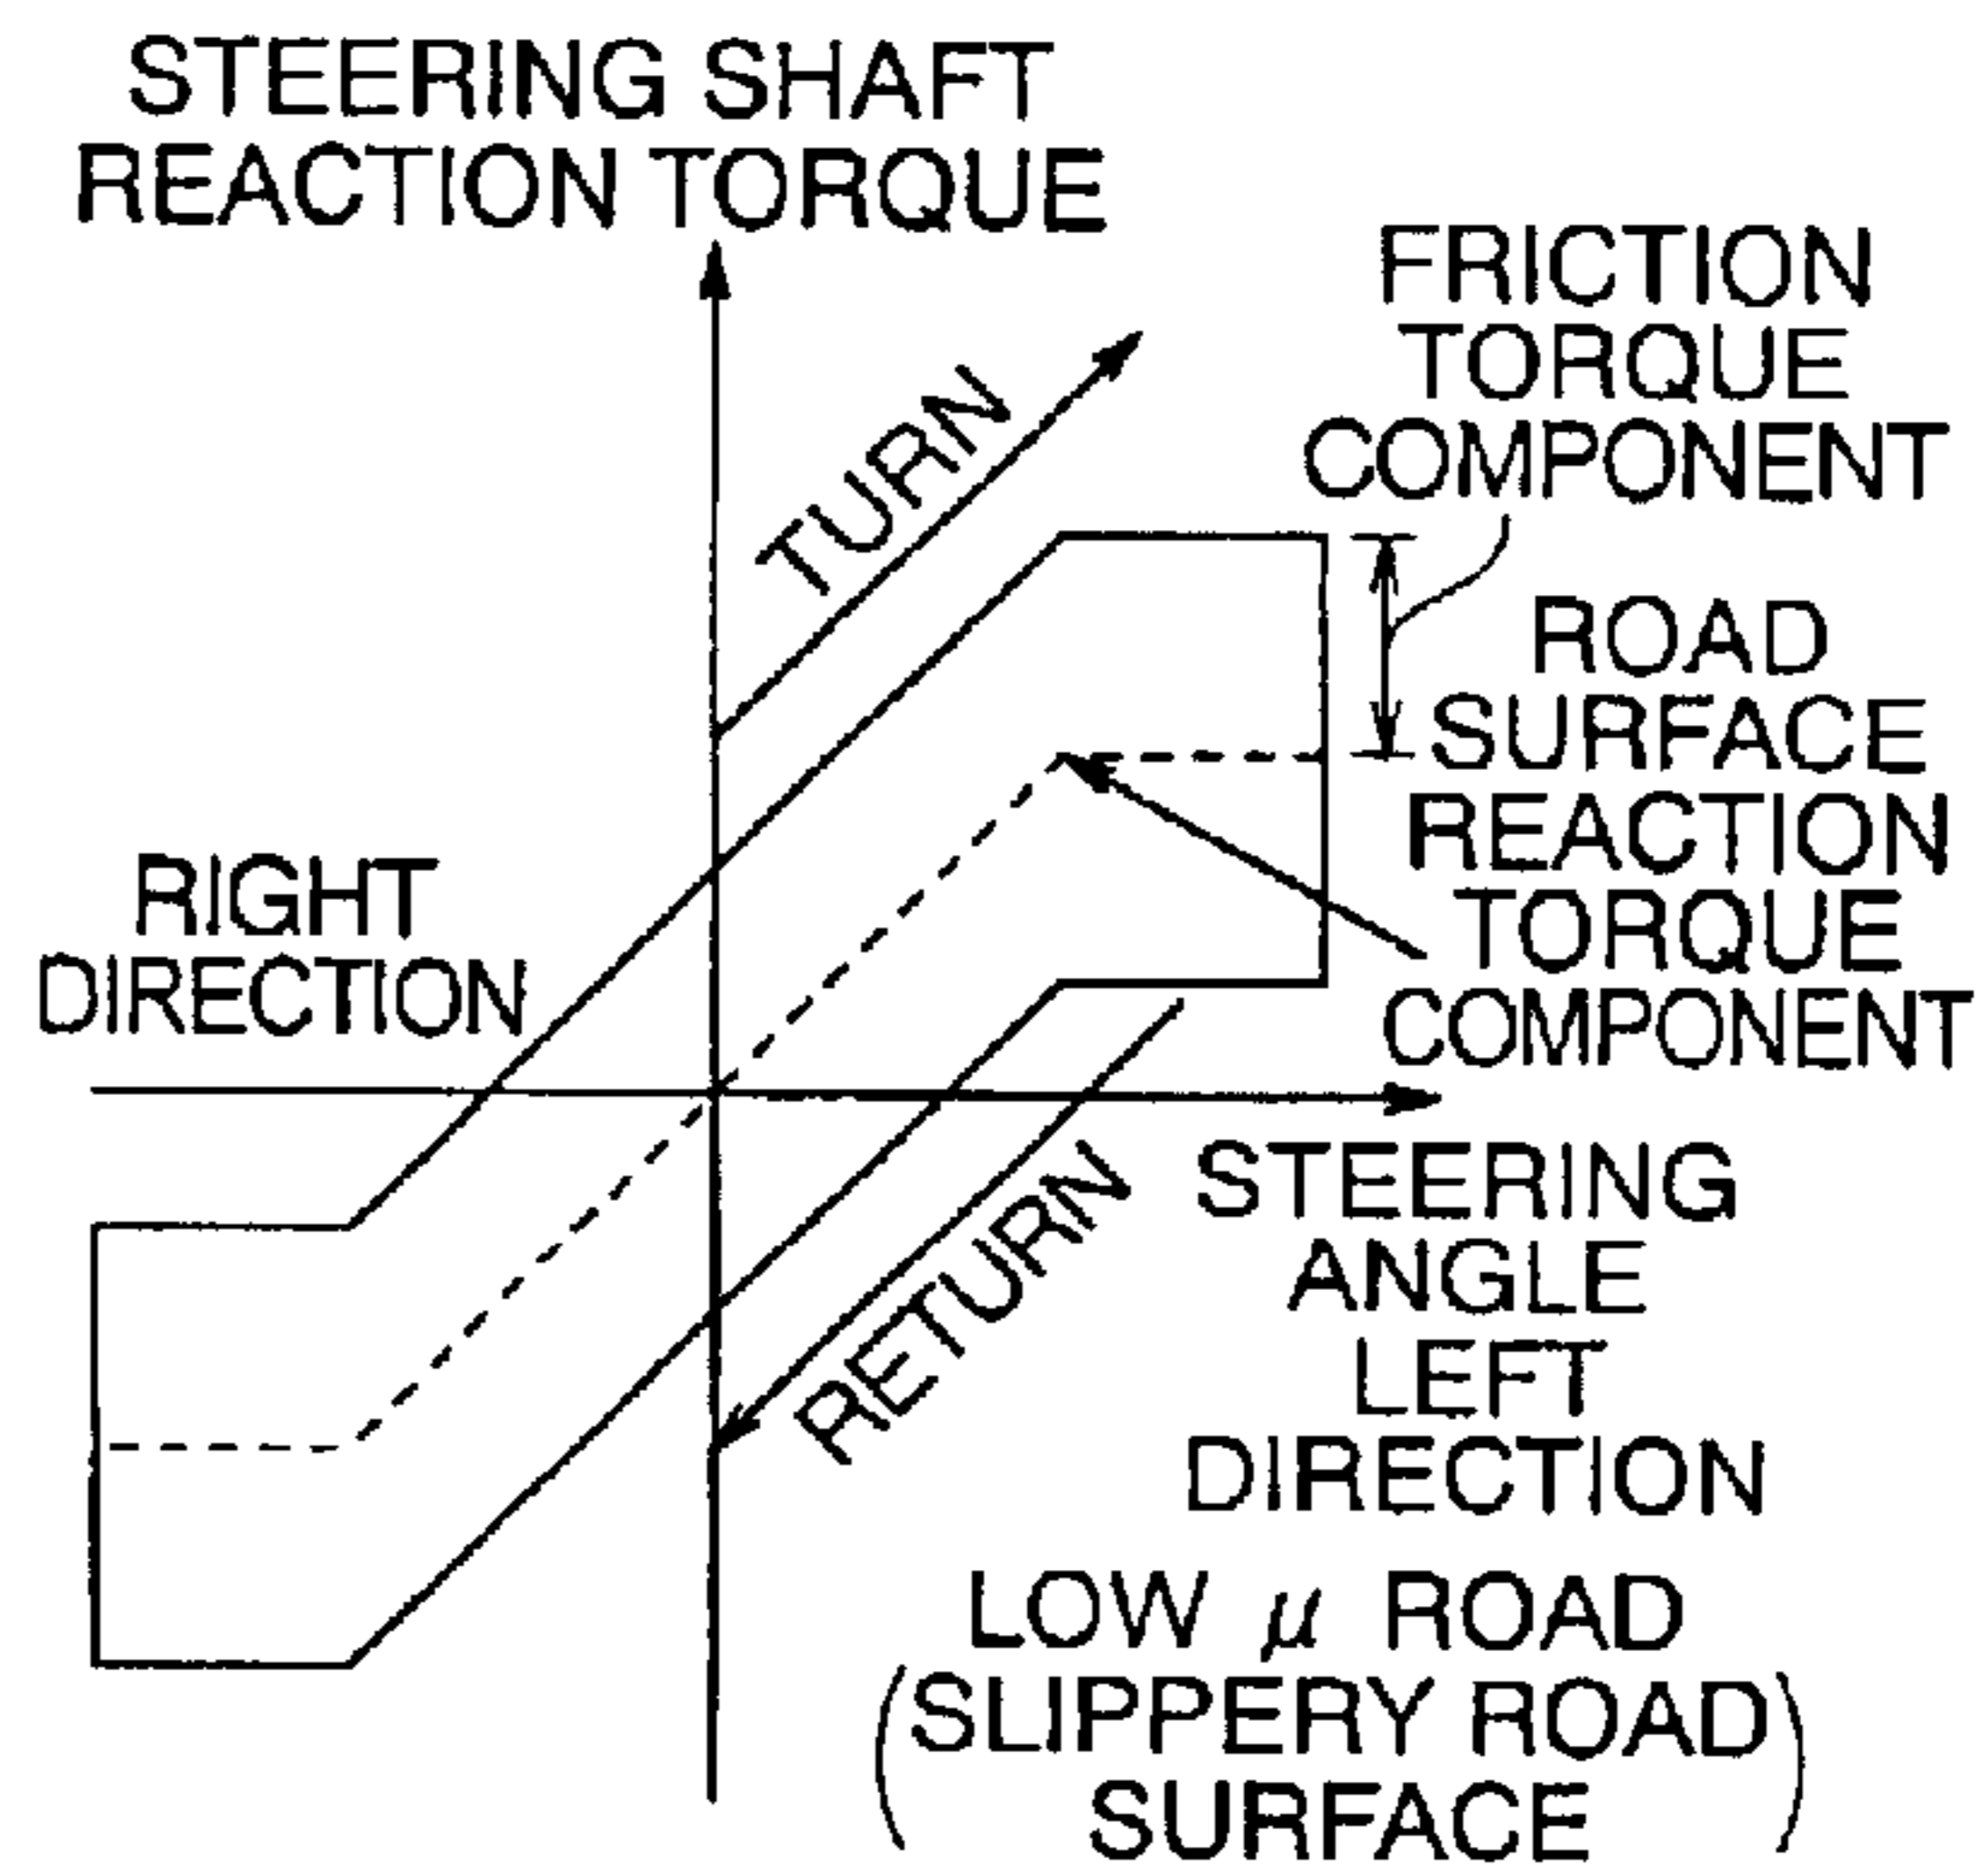 STEERING SHAFT
REACTION TORQUE
FRICTION
TORQUE
COMPONENT
TURN
ROAD
SURFACE
REACTION
TORQUE
COMPONENT
RIGHT
DIRECTION
RETURN
STEERING
ANGLE
LEFT
DIRECTION
LOW μ ROAD
(SLIPPERY ROAD
SURFACE)